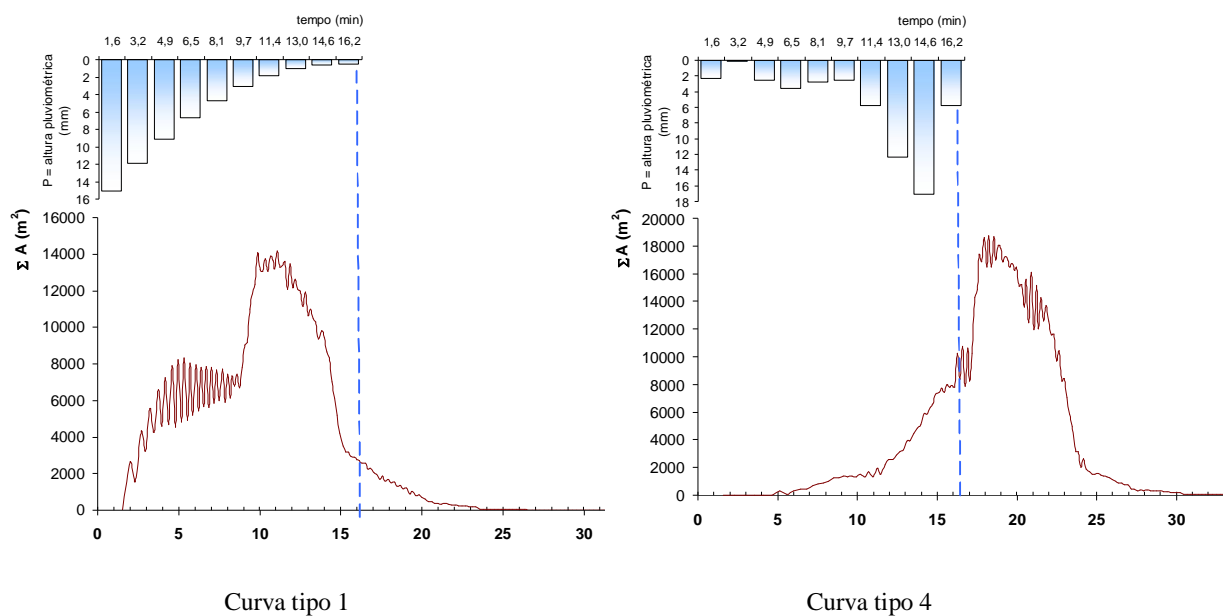 tempo (min)
1,6 3,2 4,9 6,5 8,1 9,7 11,4 13,0 14,6 16,2
0
2
4
6
8
10
12
14
16
P = altura pluviométrica
(mm)
16000
14000
12000
10000
8000
6000
4000
2000
0
Σ A (m²)
0 5 10 15 20 25 30
Curva tipo 1
tempo (min)
1,6 3,2 4,9 6,5 8,1 9,7 11,4 13,0 14,6 16,2
0
2
4
6
8
10
12
14
16
18
P = altura pluviométrica
(mm)
20000
18000
16000
14000
12000
10000
8000
6000
4000
2000
0
ΣA (m²)
0 5 10 15 20 25 30
Curva tipo 4